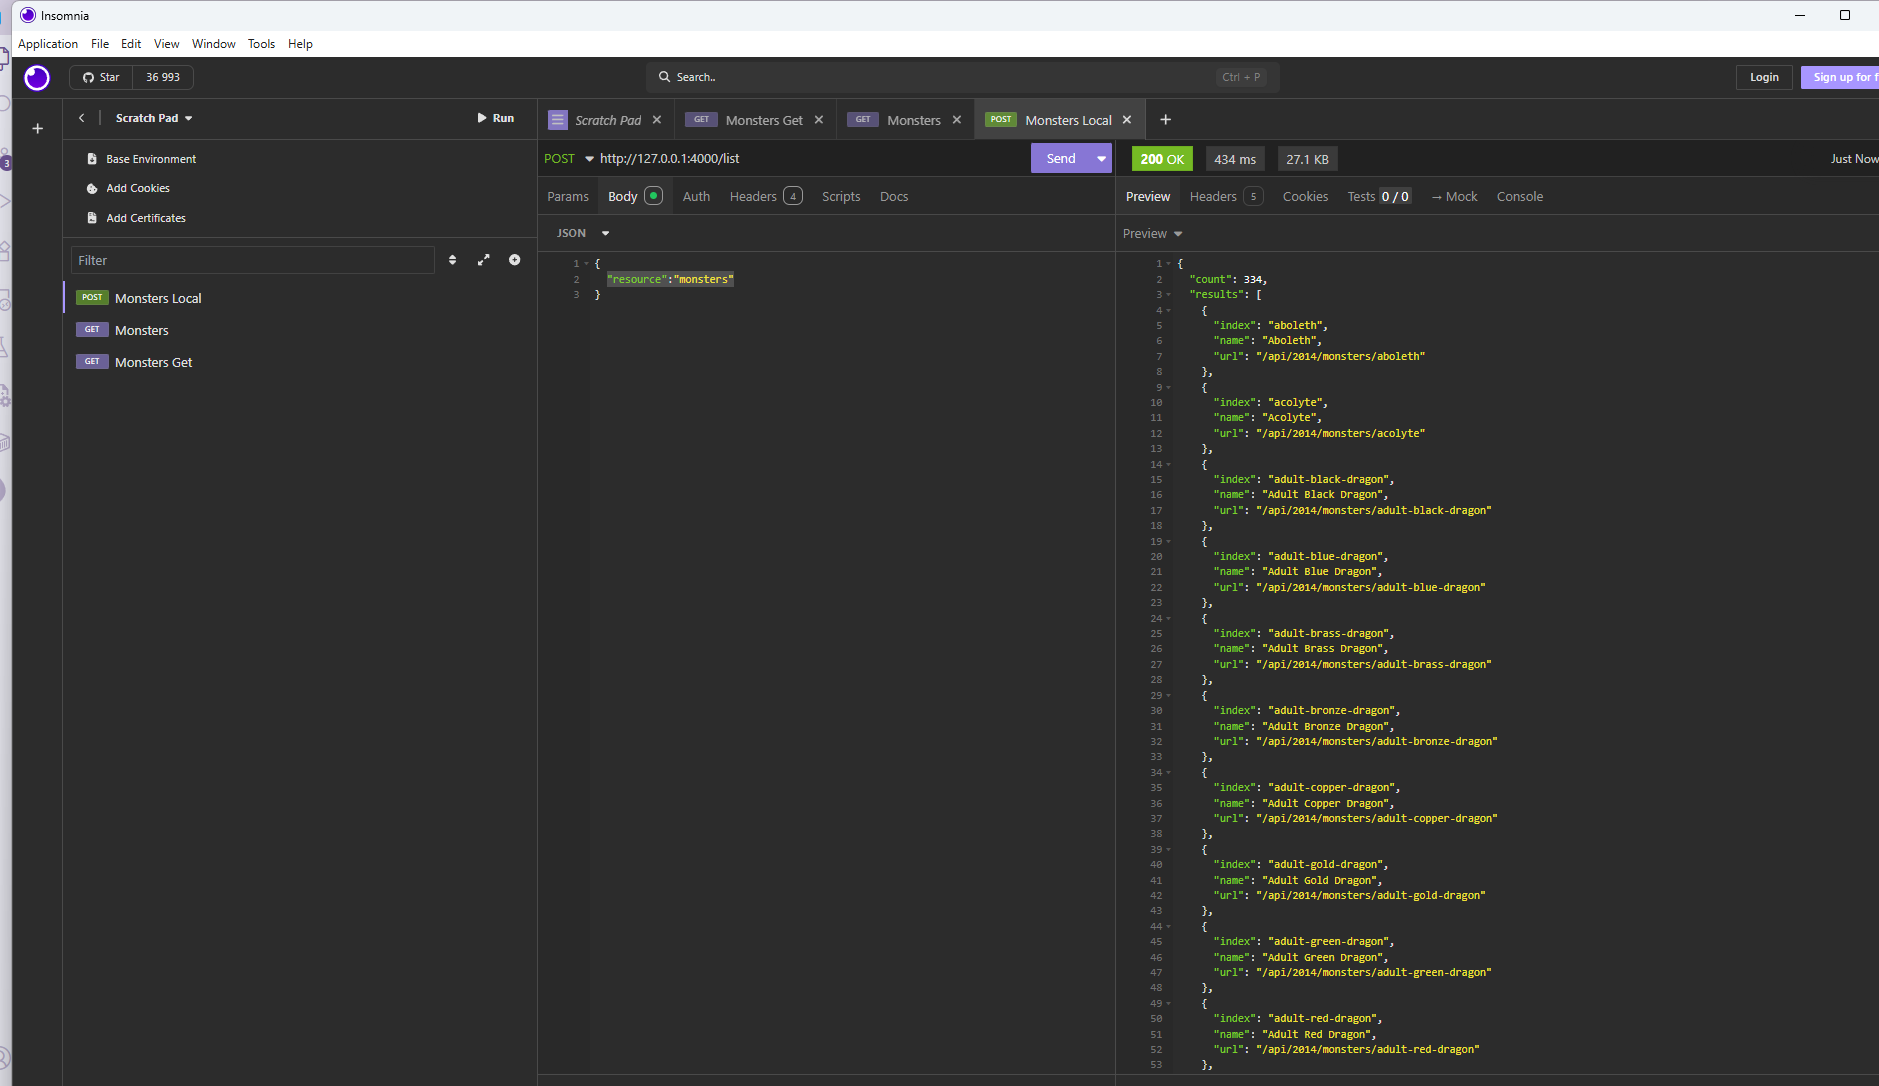 Insomnia
Application File Edit View Window Tools Help
Star 36 993
Search..
Ctrl + P
Login
Sign up for f
Scratch Pad
Run
Base Environment
Add Cookies
Add Certificates
Filter
POST Monsters Local
GET Monsters
GET Monsters Get
3
Scratch Pad
GET Monsters Get
GET Monsters
POST Monsters Local
POST http://127.0.0.1:4000/list
Send
Params Body Auth Headers 4 Scripts Docs
JSON
1 {
2 "resource":"monsters"
3 }
200 OK 434 ms 27.1 KB Just Now
Preview Headers 5 Cookies Tests 0 / 0 → Mock Console
Preview
1 {
2 "count": 334,
3 "results": [
4 {
5 "index": "aboleth",
6 "name": "Aboleth",
7 "url": "/api/2014/monsters/aboleth"
8 },
9 {
10 "index": "acolyte",
11 "name": "Acolyte",
12 "url": "/api/2014/monsters/acolyte"
13 },
14 {
15 "index": "adult-black-dragon",
16 "name": "Adult Black Dragon",
17 "url": "/api/2014/monsters/adult-black-dragon"
18 },
19 {
20 "index": "adult-blue-dragon",
21 "name": "Adult Blue Dragon",
22 "url": "/api/2014/monsters/adult-blue-dragon"
23 },
24 {
25 "index": "adult-brass-dragon",
26 "name": "Adult Brass Dragon",
27 "url": "/api/2014/monsters/adult-brass-dragon"
28 },
29 {
30 "index": "adult-bronze-dragon",
31 "name": "Adult Bronze Dragon",
32 "url": "/api/2014/monsters/adult-bronze-dragon"
33 },
34 {
35 "index": "adult-copper-dragon",
36 "name": "Adult Copper Dragon",
37 "url": "/api/2014/monsters/adult-copper-dragon"
38 },
39 {
40 "index": "adult-gold-dragon",
41 "name": "Adult Gold Dragon",
42 "url": "/api/2014/monsters/adult-gold-dragon"
43 },
44 {
45 "index": "adult-green-dragon",
46 "name": "Adult Green Dragon",
47 "url": "/api/2014/monsters/adult-green-dragon"
48 },
49 {
50 "index": "adult-red-dragon",
51 "name": "Adult Red Dragon",
52 "url": "/api/2014/monsters/adult-red-dragon"
53 },